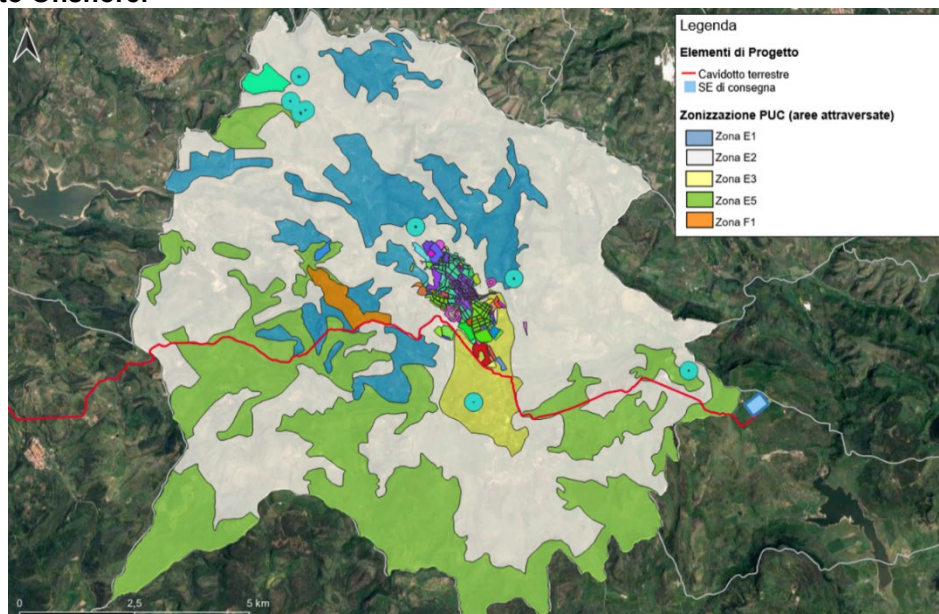 Legenda
Elementi di Progetto
Cavidotto terrestre
SE di consegna
Zonizzazione PUC (aree attraversate)
Zona E1
Zona E2
Zona E3
Zona E5
Zona F1
0 2,5 5 km